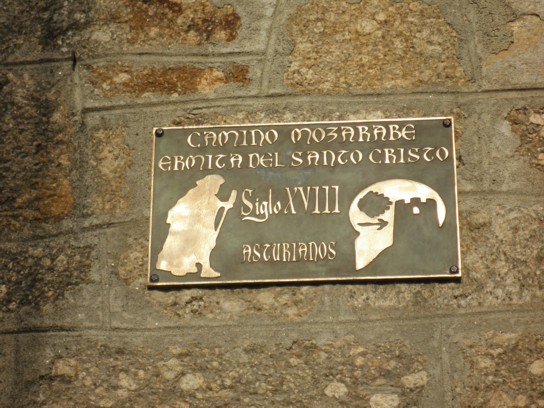 CAMINO MOZARABE
ERMITA DEL SANTO CRISTO
Siglo XVIII
ASTURIANOS